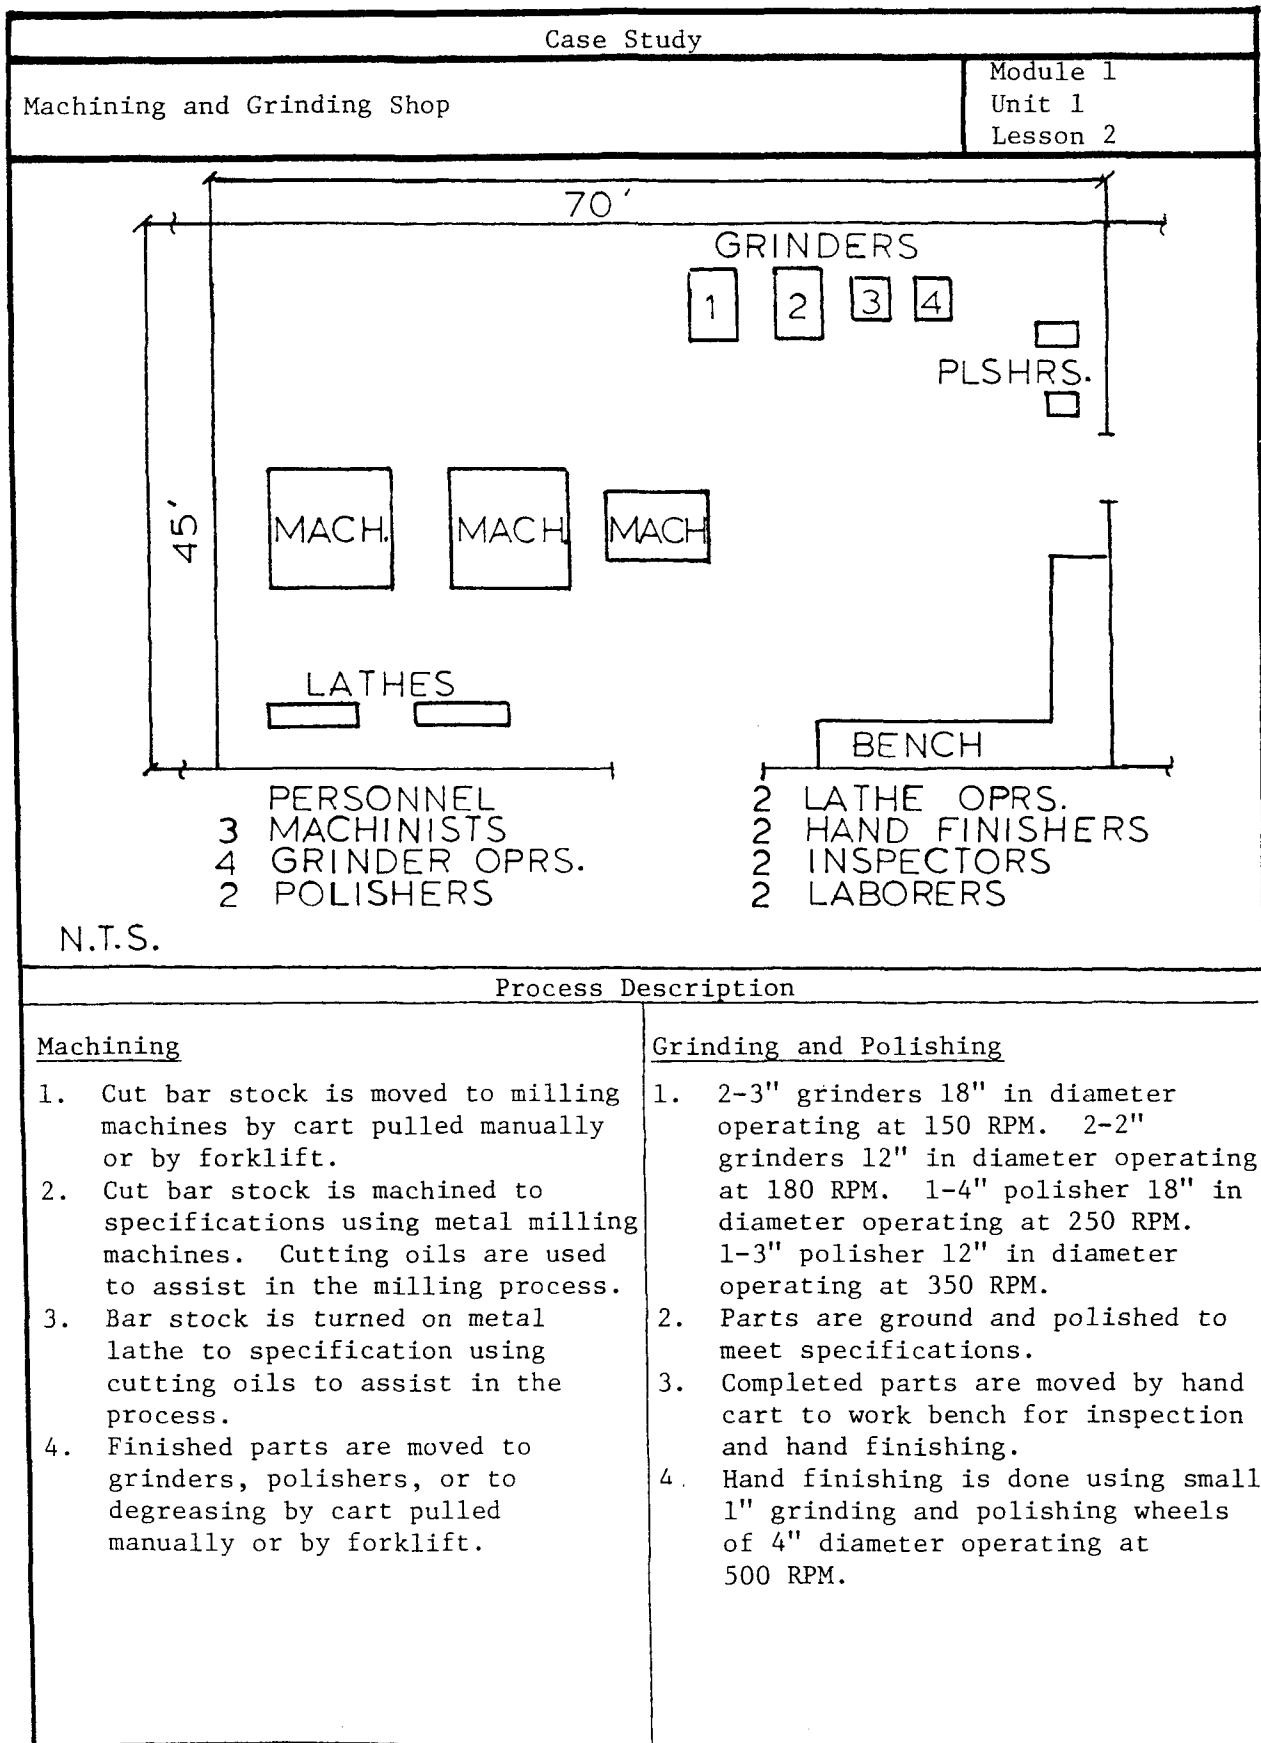 Case Study
Machining and Grinding Shop
Module 1
Unit 1
Lesson 2
70'
GRINDERS
1 2 3 4
PLSHRS.
45'
MACH. MACH. MACH
LATHES
BENCH
PERSONNEL
3 MACHINISTS
4 GRINDER OPRS.
2 POLISHERS
2 LATHE OPRS.
2 HAND FINISHERS
2 INSPECTORS
2 LABORERS
N.T.S.
Process Description
Machining
1. Cut bar stock is moved to milling
machines by cart pulled manually
or by forklift.
2. Cut bar stock is machined to
specifications using metal milling
machines. Cutting oils are used
to assist in the milling process.
3. Bar stock is turned on metal
lathe to specification using
cutting oils to assist in the
process.
4. Finished parts are moved to
grinders, polishers, or to
degreasing by cart pulled
manually or by forklift.
Grinding and Polishing
1. 2-3" grinders 18" in diameter
operating at 150 RPM. 2-2"
grinders 12" in diameter operating
at 180 RPM. 1-4" polisher 18" in
diameter operating at 250 RPM.
1-3" polisher 12" in diameter
operating at 350 RPM.
2. Parts are ground and polished to
meet specifications.
3. Completed parts are moved by hand
cart to work bench for inspection
and hand finishing.
4. Hand finishing is done using small
1" grinding and polishing wheels
of 4" diameter operating at
500 RPM.